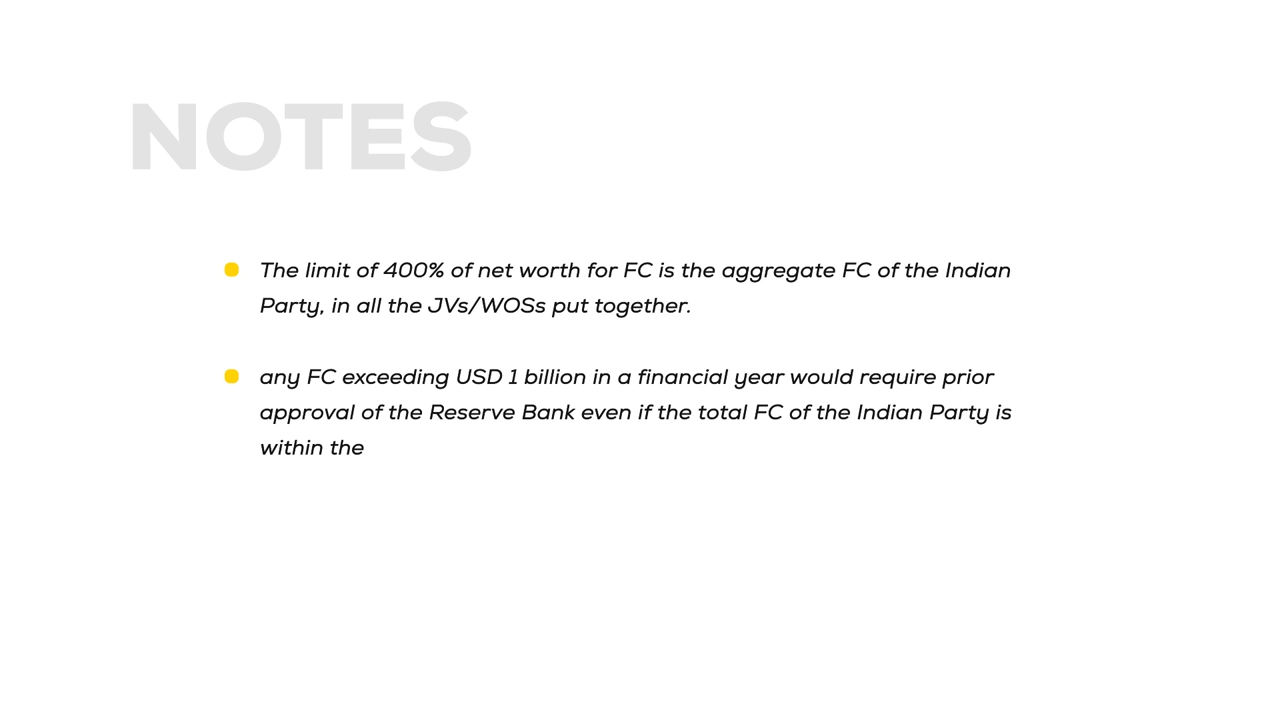 NOTES
The limit of 400% of net worth for FC is the aggregate FC of the Indian
Party, in all the JVs/WOSs put together.
any FC exceeding USD 1 billion in a financial year would require prior
approval of the Reserve Bank even if the total FC of the Indian Party is
within the